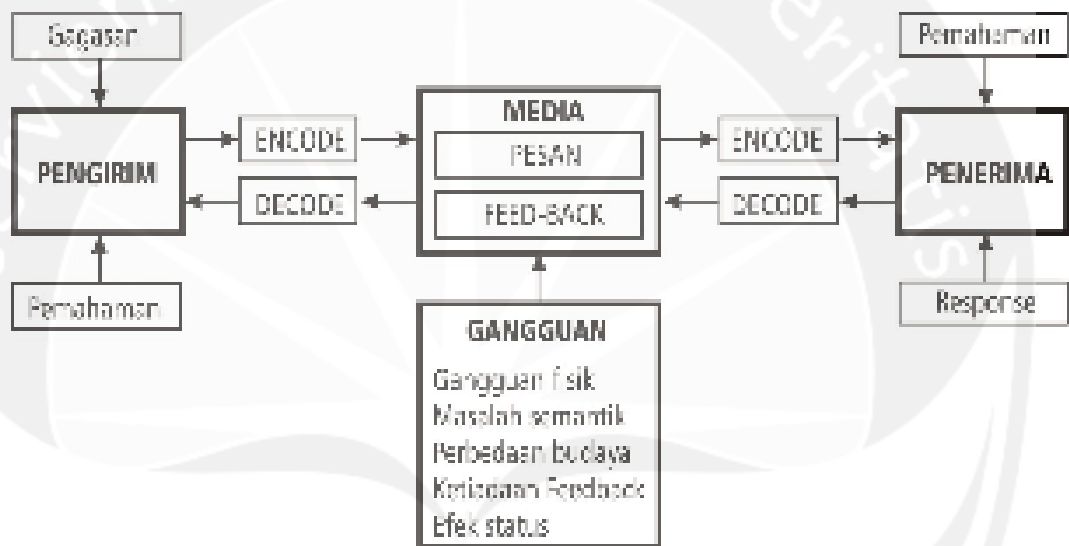 Gagasan
Pemahaman
PENGIRIM
ENCODE
MEDIA
PESAN
ENCODE
PENERIMA
DECODE
FEED-BACK
DECODE
Pemahaman
Response
GANGGUAN
Gangguan fisik
Masalah semantik
Perbedaan budaya
Ketiadaan Feedback
Efek status